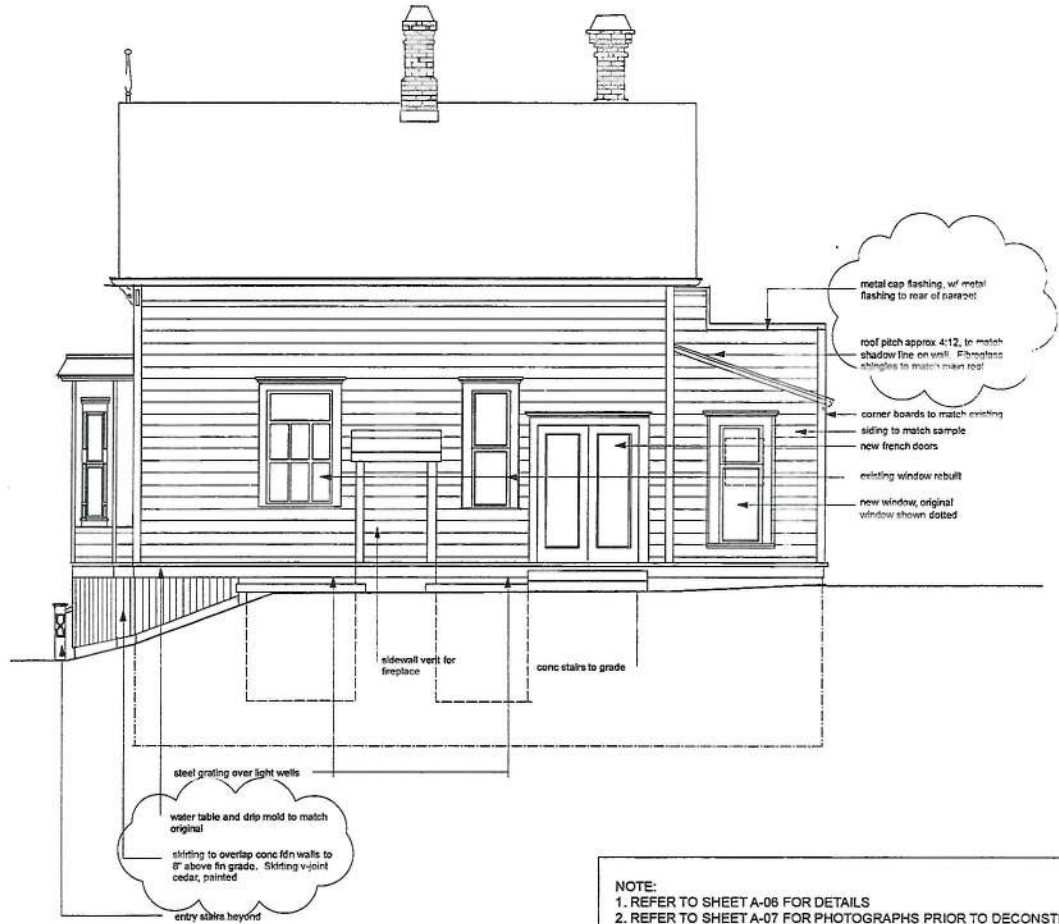 metal cap flashing, w/ metal
flashing to rear of parapet
roof pitch approx 4:12, to match
shadow line on wall. Fibreglass
shingles to match main roof
corner boards to match existing
siding to match sample
new french doors
existing window rebuilt
new window, original
window shown dotted
sidewall vent for
fireplace
conc stairs to grade
steel grating over light wells
water table and drip mold to match
original
skirting to overlap conc fdn walls to
8" above fin grade. Skirting v-joint
cedar, painted
entry stairs beyond
NOTE:
1. REFER TO SHEET A-06 FOR DETAILS
2. REFER TO SHEET A-07 FOR PHOTOGRAPHS PRIOR TO DECONST